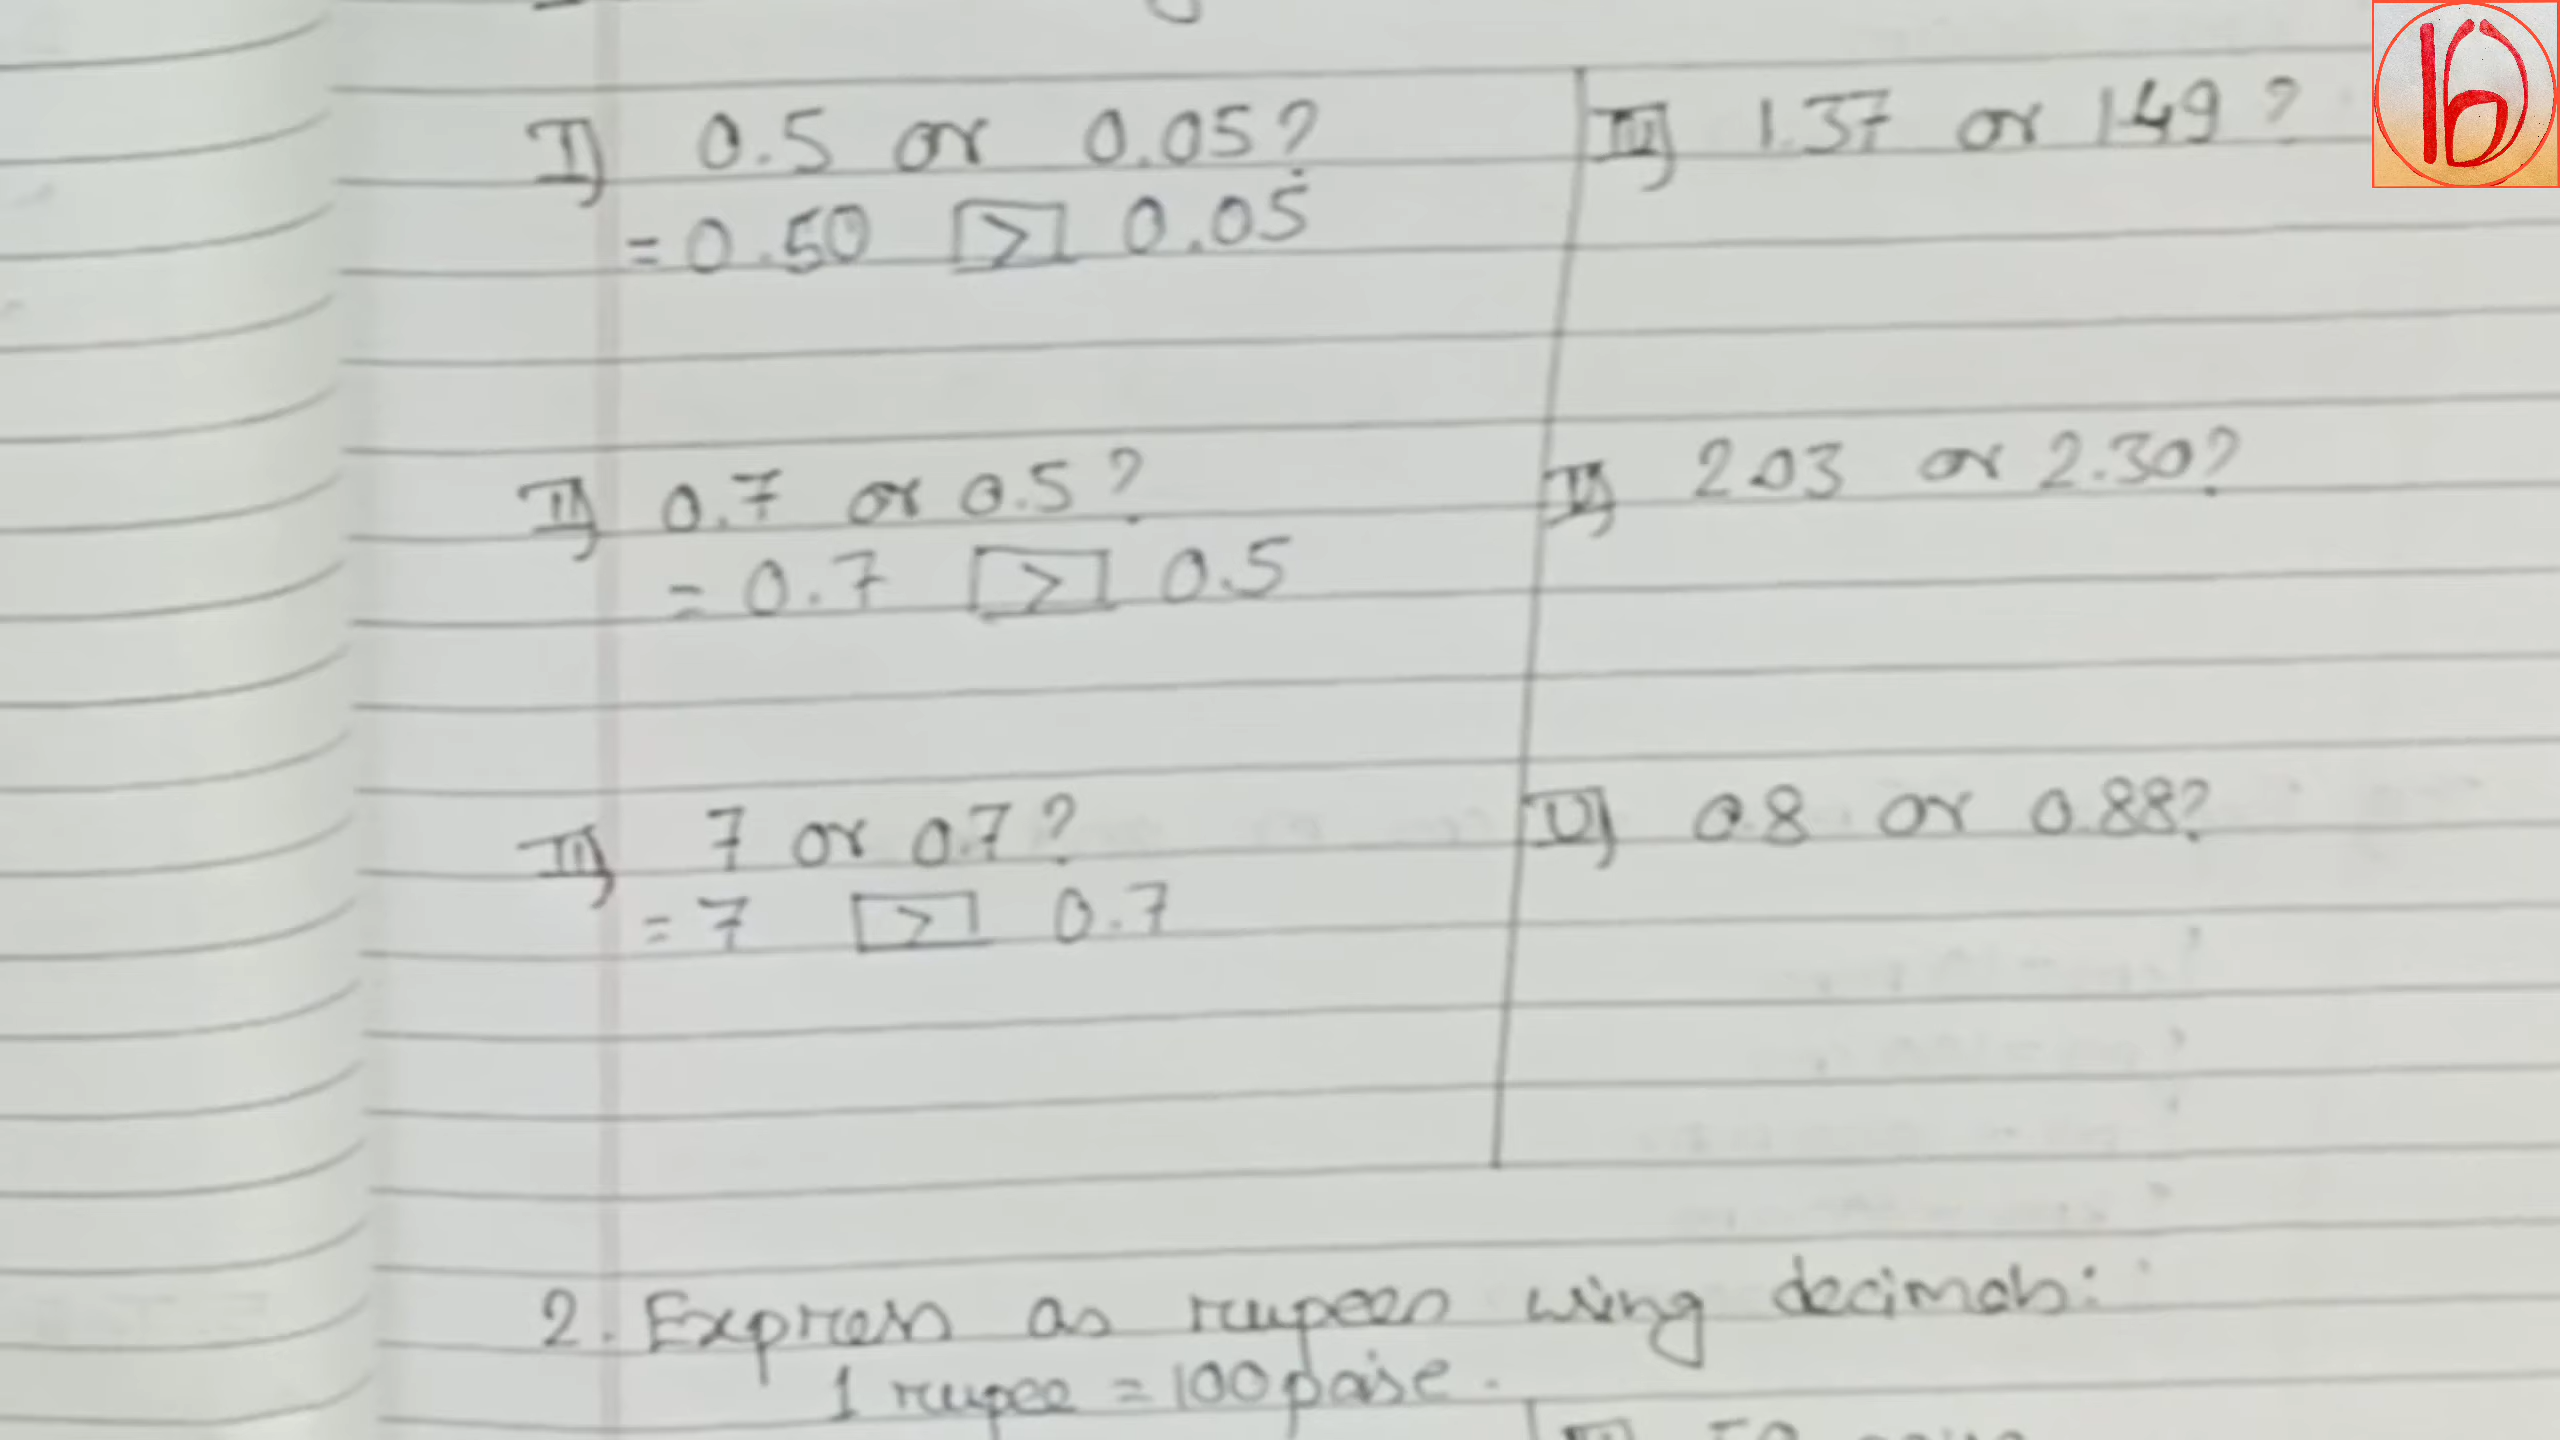 I) 0.5 or 0.05?
= 0.50 > 0.05
II) 0.7 or 0.5?
= 0.7 > 0.5
III) 7 or 0.7?
= 7 > 0.7
IV) 1.37 or 1.49?
V) 2.03 or 2.30?
VI) 0.8 or 0.88?
2. Express as rupees using decimals:
1 rupee = 100 paise.